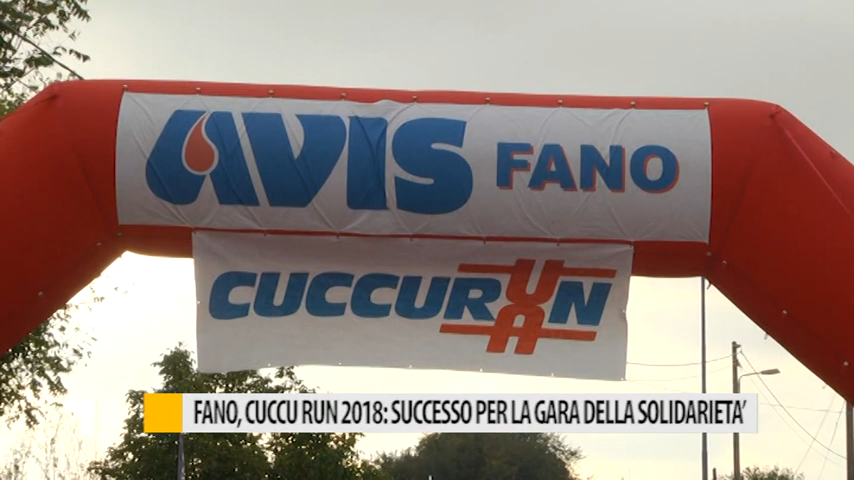 AVIS FANO
CUCCURUN
FANO, CUCCU RUN 2018: SUCCESSO PER LA GARA DELLA SOLIDARIETA'